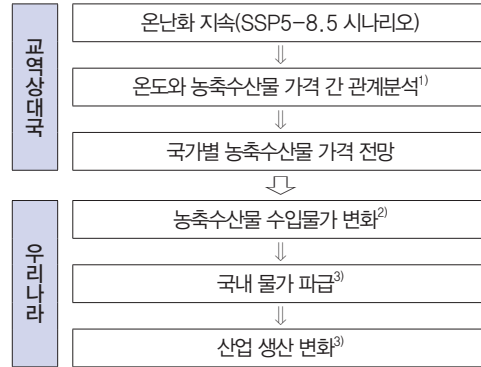 교역상대국
온난화 지속(SSP5-8.5 시나리오)
⇓
온도와 농축수산물 가격 간 관계분석1)
⇓
국가별 농축수산물 가격 전망
우리나라
농축수산물 수입물가 변화2)
⇓
국내 물가 파급3)
⇓
산업 생산 변화3)